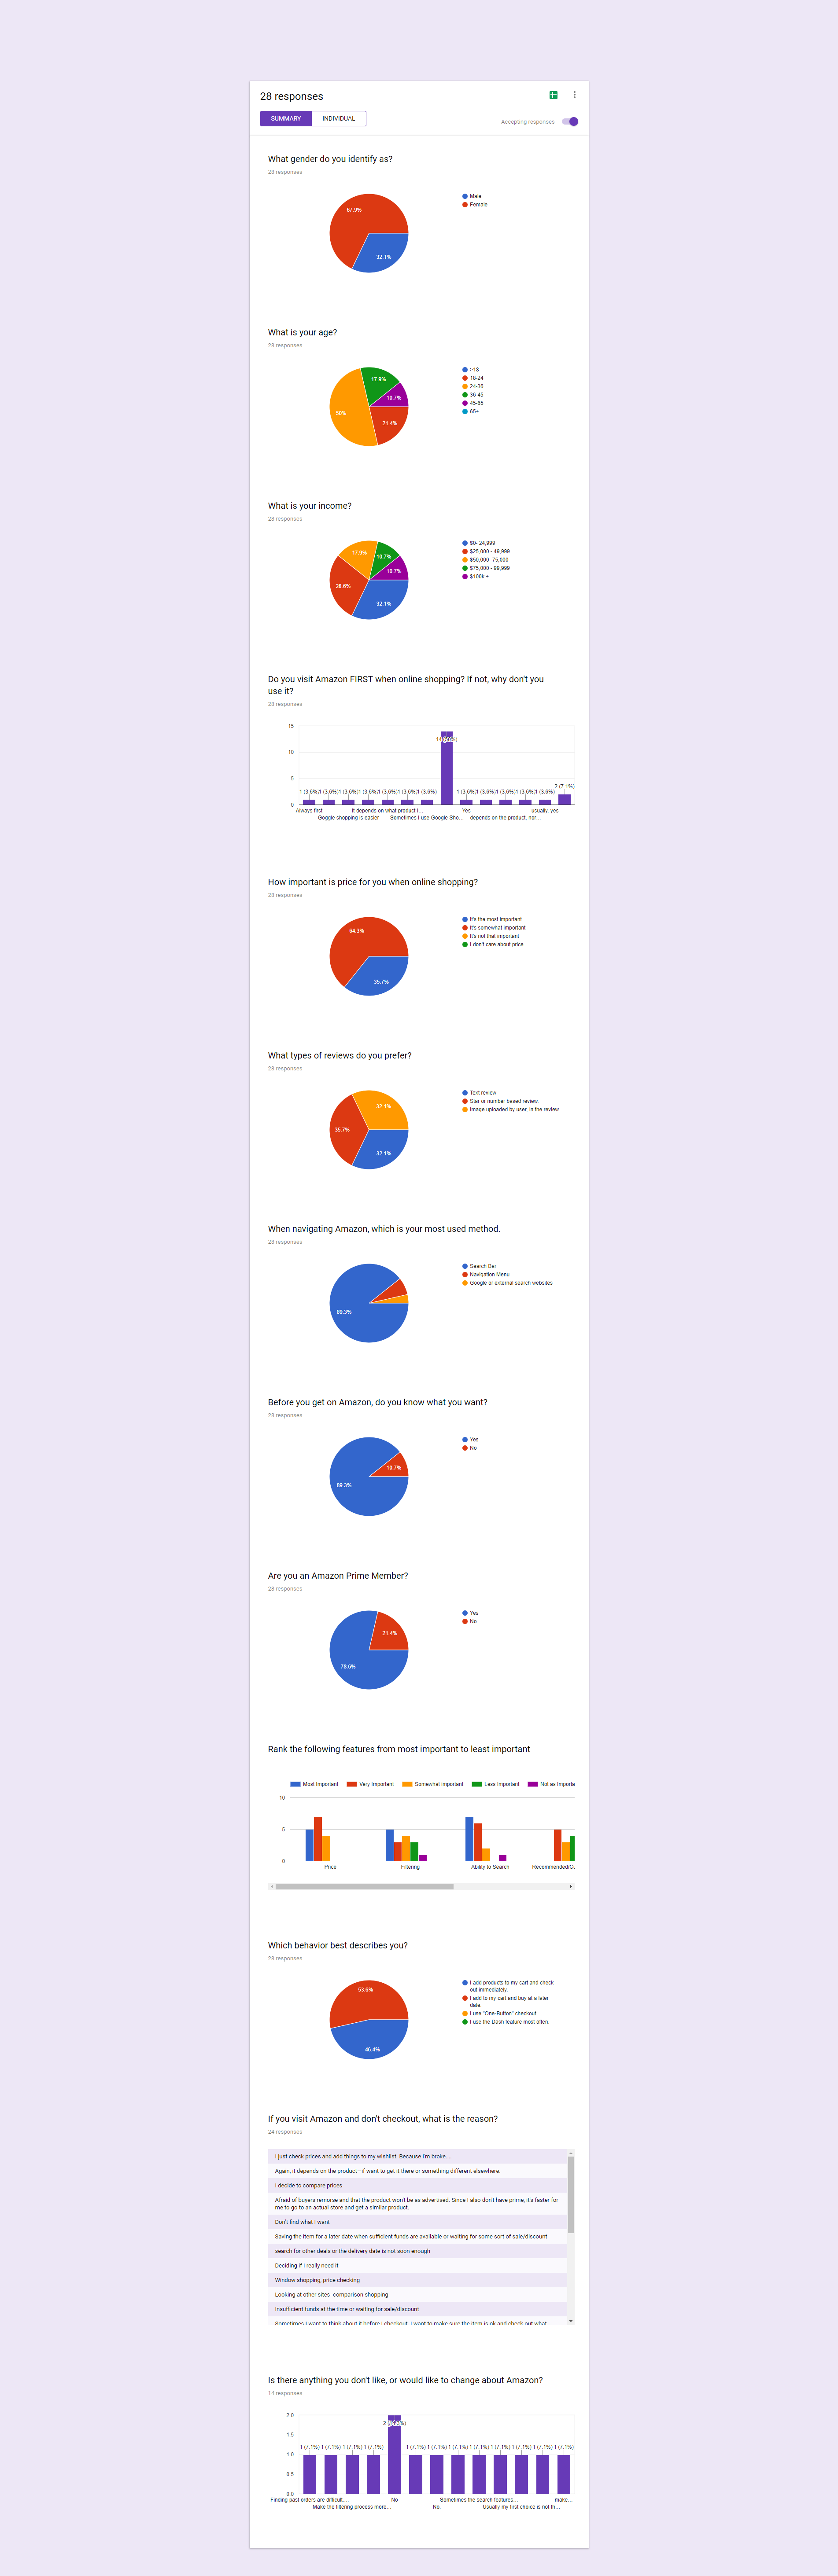 28 responses
SUMMARY
INDIVIDUAL
Accepting responses
What gender do you identify as?
28 responses
67.9%
32.1%
Male
Female
What is your age?
28 responses
17.9%
10.7%
50%
21.4%
>18
18-24
24-36
36-45
45-65
65+
What is your income?
28 responses
17.9%
10.7%
10.7%
28.6%
32.1%
$0- 24,999
$25,000 - 49,999
$50,000 -75,000
$75,000 - 99,999
$100k +
Do you visit Amazon FIRST when online shopping? If not, why don't you
use it?
28 responses
15
10
5
0
1 (3.6%)
1 (3.6%)
1 (3.6%)
1 (3.6%)
1 (3.6%)
1 (3.6%)
1 (3.6%)
14 (50%)
1 (3.6%)
1 (3.6%)
1 (3.6%)
1 (3.6%)
1 (3.6%)
2 (7.1%)
Always first
It depends on what product I…
Yes
usually, yes
Goggle shopping is easier
Sometimes I use Google Sho…
depends on the product, nor…
How important is price for you when online shopping?
28 responses
64.3%
35.7%
It's the most important
It's somewhat important
It's not that important
I don't care about price.
What types of reviews do you prefer?
28 responses
32.1%
35.7%
32.1%
Text review
Star or number based review
Image uploaded by user, in the review
When navigating Amazon, which is your most used method.
28 responses
89.3%
Search Bar
Navigation Menu
Google or external search websites
Before you get on Amazon, do you know what you want?
28 responses
10.7%
89.3%
Yes
No
Are you an Amazon Prime Member?
28 responses
21.4%
78.6%
Yes
No
Rank the following features from most important to least important
Most Important
Very Important
Somewhat important
Less Important
Not as Importa
10
5
0
Price
Filtering
Ability to Search
Recommended/Cu
Which behavior best describes you?
28 responses
53.6%
46.4%
I add products to my cart and check
out immediately.
I add to my cart and buy at a later
date.
I use "One-Button" checkout
I use the Dash feature most often.
If you visit Amazon and don't checkout, what is the reason?
24 responses
I just check prices and add things to my wishlist. Because I'm broke....
Again, it depends on the product—if want to get it there or something different elsewhere.
I decide to compare prices
Afraid of buyers remorse and that the product won't be as advertised. Since I also don't have prime, it's faster for
me to go to an actual store and get a similar product.
Don't find what I want
Saving the item for a later date when sufficient funds are available or waiting for some sort of sale/discount
search for other deals or the delivery date is not soon enough
Deciding if I really need it
Window shopping, price checking
Looking at other sites- comparison shopping
Insufficient funds at the time or waiting for sale/discount
Sometimes I want to think about it before I checkout. I want to make sure the item is ok and check out what
Is there anything you don't like, or would like to change about Amazon?
14 responses
2.0
1.5
1.0
0.5
0.0
1 (7.1%)
1 (7.1%)
1 (7.1%)
1 (7.1%)
1 (7.1%)
1 (7.1%)
1 (7.1%)
1 (7.1%)
1 (7.1%)
1 (7.1%)
1 (7.1%)
1 (7.1%)
Finding past orders are difficult.…
No
Sometimes the search features…
make…
Make the filtering process more…
No.
Usually my first choice is not th…